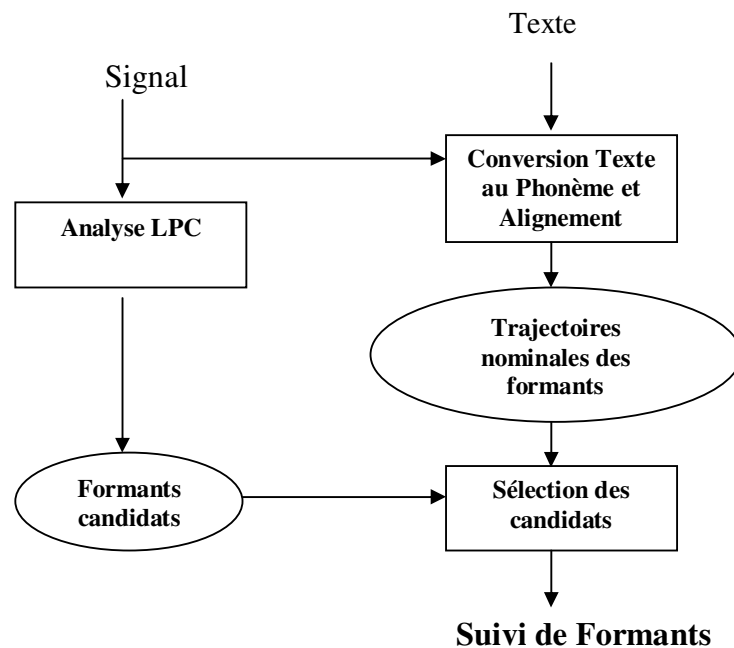 Texte
Signal
Conversion Texte
au Phonème et
Alignement
Analyse LPC
Trajectoires
nominales des
formants
Formants
candidats
Sélection des
candidats
Suivi de Formants